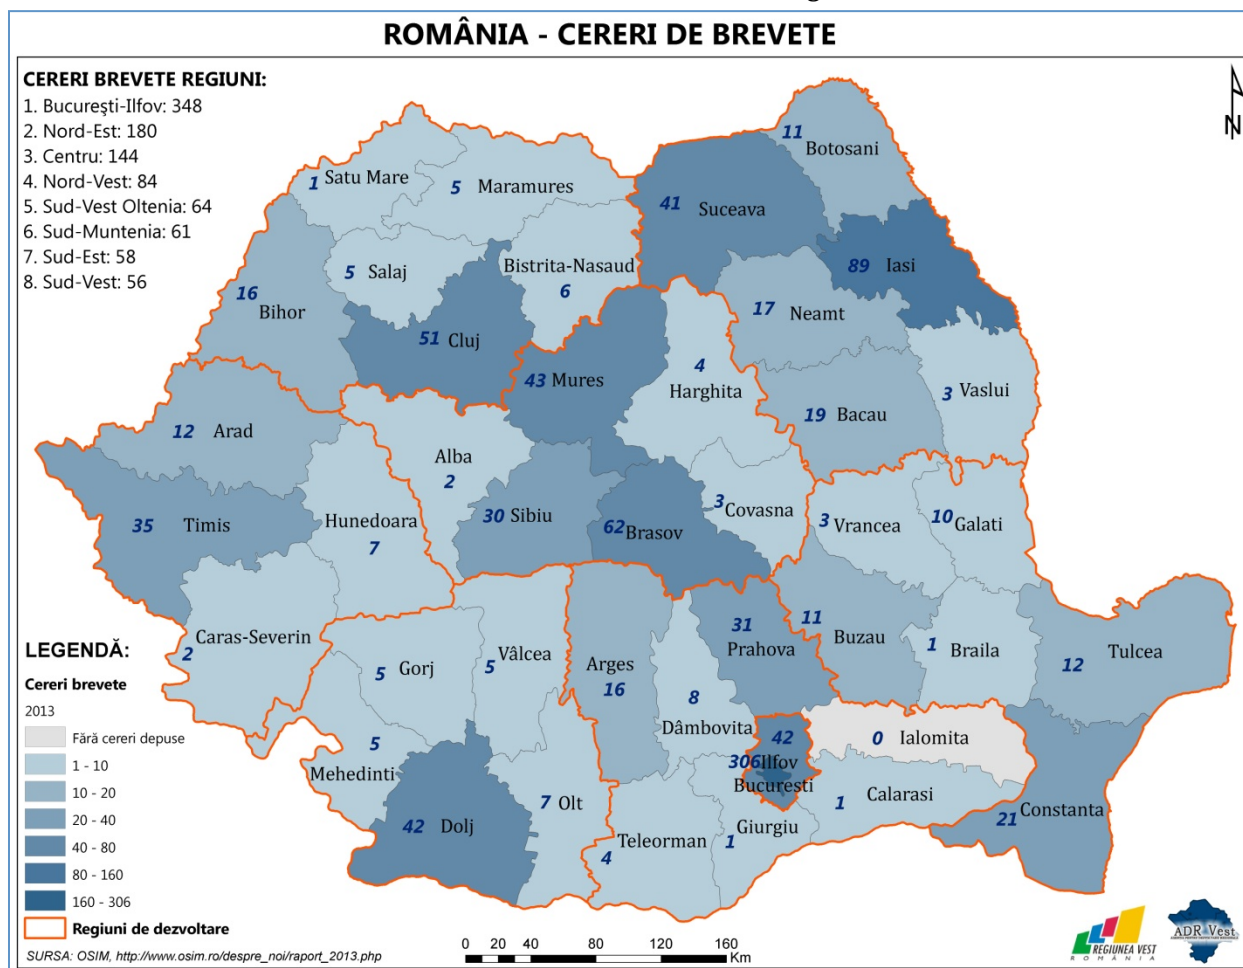 ROMÂNIA - CERERI DE BREVETE
CERERI BREVETE REGIUNI:
1. Bucureşti-Ilfov: 348
2. Nord-Est: 180
3. Centru: 144
4. Nord-Vest: 84
5. Sud-Vest Oltenia: 64
6. Sud-Muntenia: 61
7. Sud-Est: 58
8. Sud-Vest: 56
N
11 Botosani
1 Satu Mare
5 Maramures
41 Suceava
89 Iasi
5 Salaj
Bistrita-Nasaud
6
16 Bihor
17 Neamt
51 Cluj
43 Mures
4
Harghita
3 Vaslui
19 Bacau
12 Arad
Alba
2
35 Timis
Hunedoara
7
30 Sibiu
62 Brasov
3 Covasna
3 Vrancea
10 Galati
Caras-Severin
2
5 Gorj
5 Vâlcea
Arges
16
31
Prahova
11 Buzau
1 Braila
12 Tulcea
8
Dâmbovita
5
Mehedinti
42
306 Ilfov
Bucuresti
0 Ialomita
42 Dolj
7 Olt
4 Teleorman
1 Giurgiu
1 Calarasi
21 Constanta
LEGENDĂ:
Cereri brevete
2013
Fără cereri depuse
1 - 10
10 - 20
20 - 40
40 - 80
80 - 160
160 - 306
Regiuni de dezvoltare
SURSA: OSIM, http://www.osim.ro/despre_noi/raport_2013.php
0 20 40 80 120 160
Km
REGIUNEA VEST
ROMÂNIA
ADR Vest